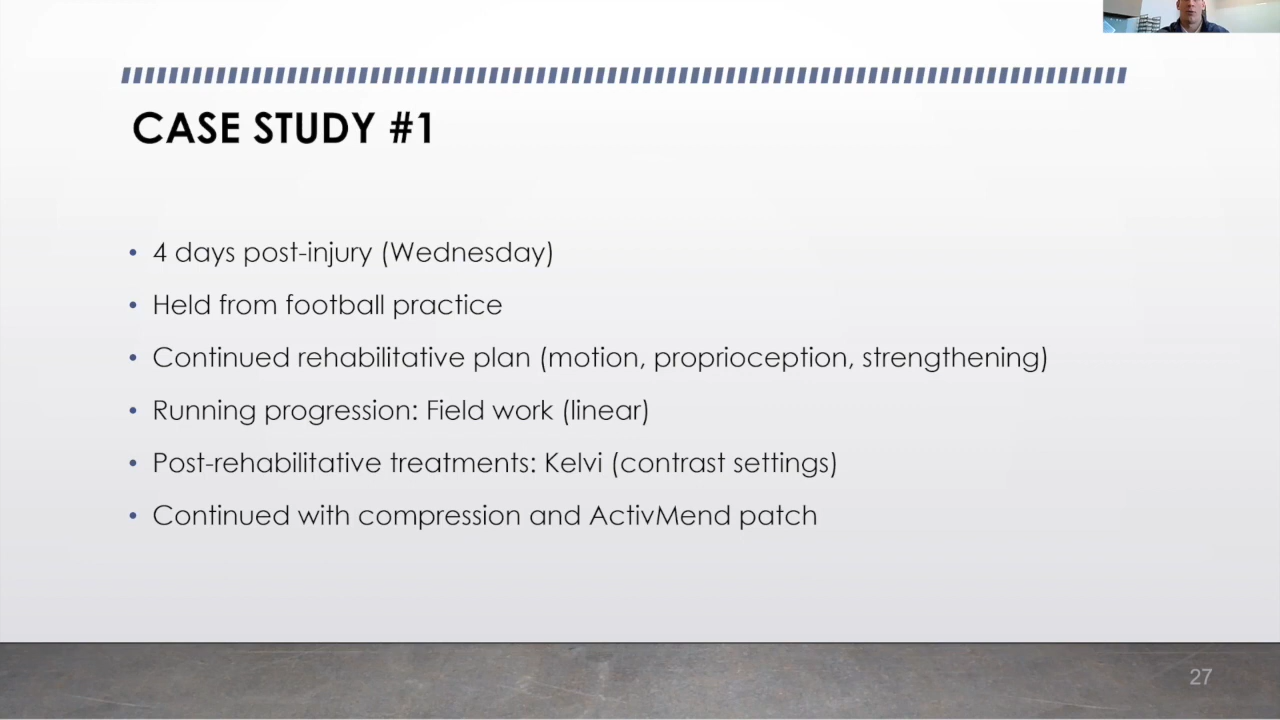 CASE STUDY #1
• 4 days post-injury (Wednesday)
• Held from football practice
• Continued rehabilitative plan (motion, proprioception, strengthening)
• Running progression: Field work (linear)
• Post-rehabilitative treatments: Kelvi (contrast settings)
• Continued with compression and ActivMend patch
27